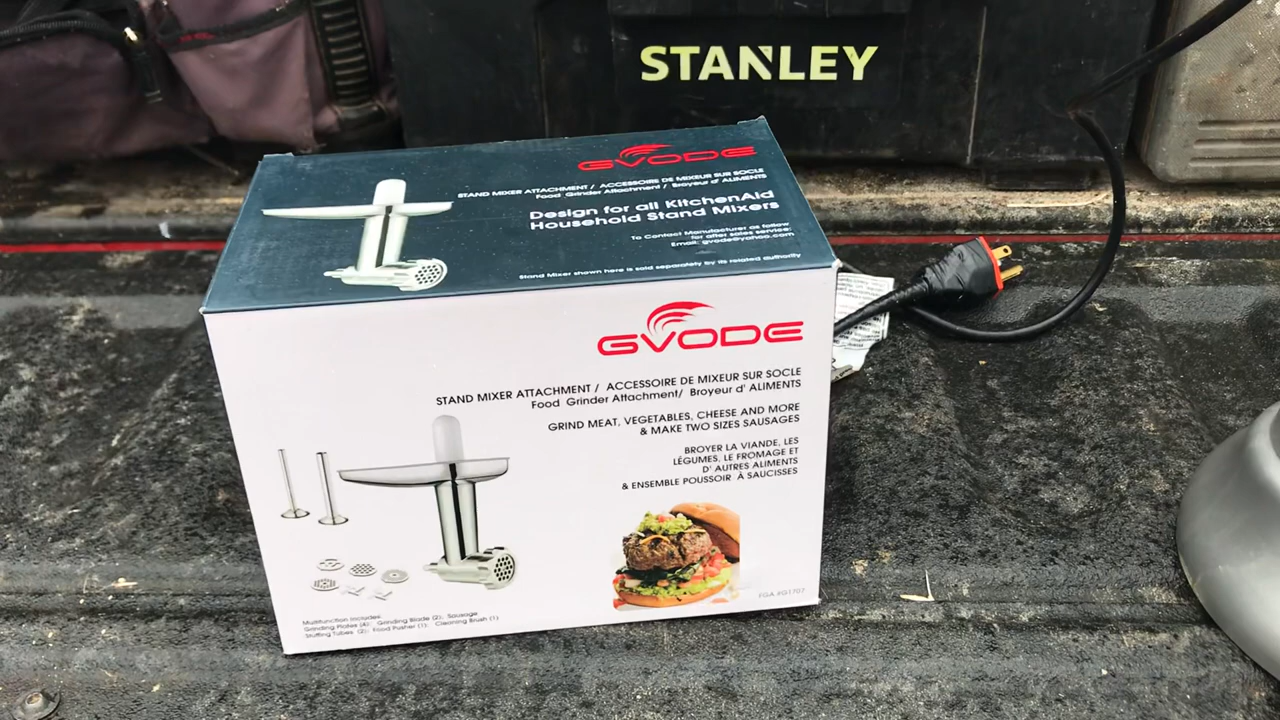 STANLEY
GVODE
STAND MIXER ATTACHMENT / ACCESSOIRE DE MIXEUR SUR SOCLE
Food Grinder Attachment / Broyeur d' ALIMENTS
Design for all KitchenAid
Household Stand Mixers
To Contact Manufacturer as follow
for after sales service:
Email: gvode@yahoo.com
Stand Mixer shown here is sold separately by its related authority
GVODE
STAND MIXER ATTACHMENT / ACCESSOIRE DE MIXEUR SUR SOCLE
Food Grinder Attachment/ Broyeur d' ALIMENTS
GRIND MEAT, VEGETABLES, CHEESE AND MORE
& MAKE TWO SIZES SAUSAGES
BROYER LA VIANDE, LES
LÉGUMES, LE FROMAGE ET
D' AUTRES ALIMENTS
& ENSEMBLE POUSSOIR À SAUCISSES
Multifunction Includes:
Grinding Plates (4); Grinding Blade (2); Sausage
Stuffing Tubes (2); Food Pusher (1); Cleaning Brush (1)
FGA #G1707